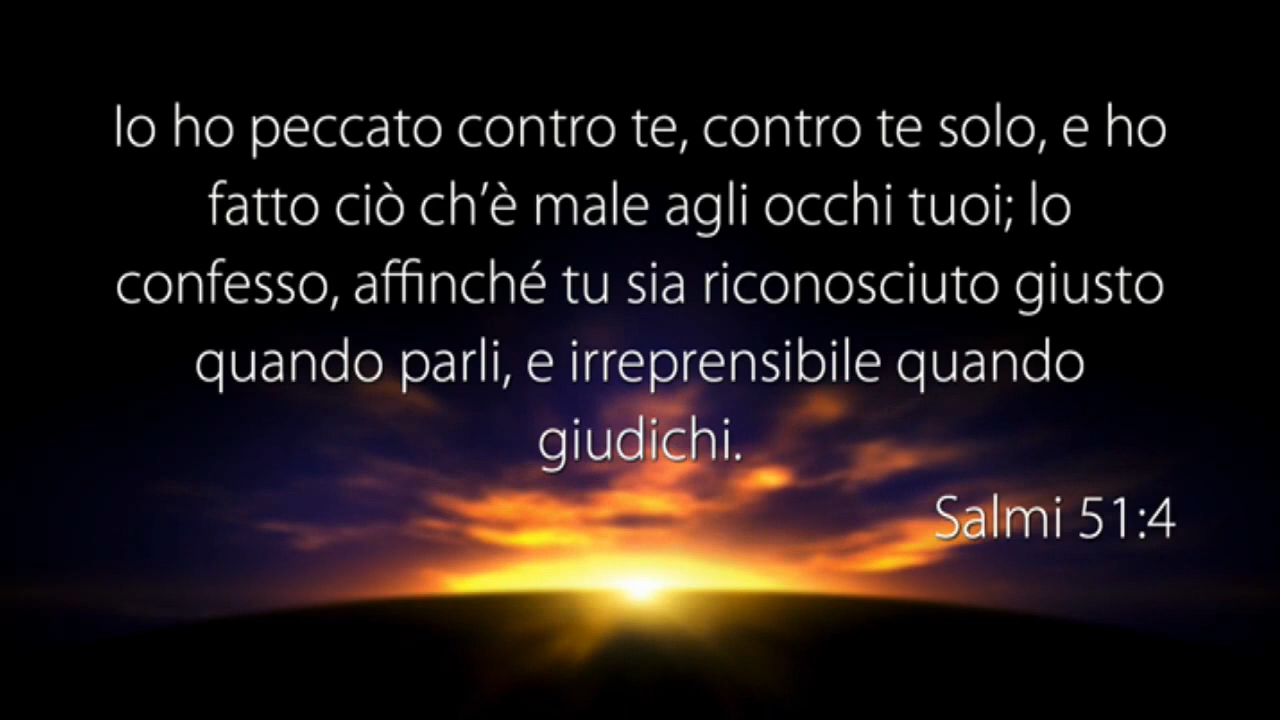 Io ho peccato contro te, contro te solo, e ho
fatto ciò ch’è male agli occhi tuoi; lo
confesso, affinché tu sia riconosciuto giusto
quando parli, e irreprensibile quando
giudichi.
Salmi 51:4